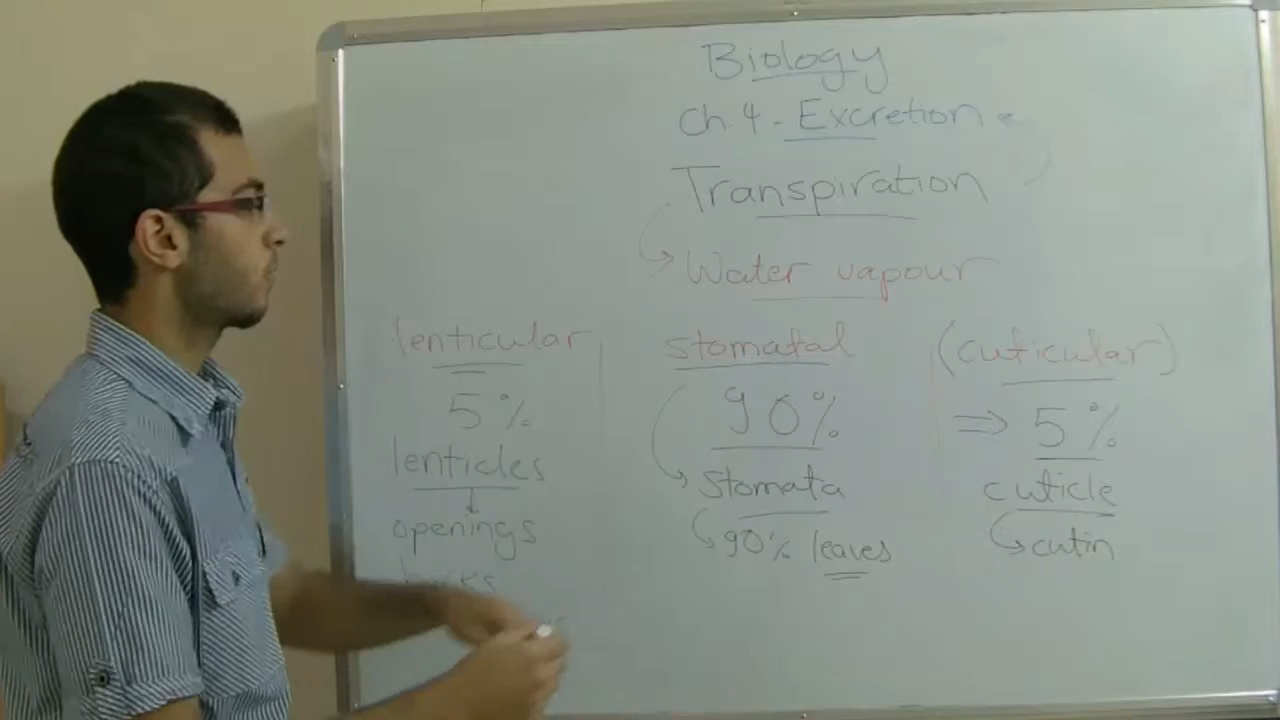 Biology
ch.4 - Excretion
Transpiration
Water vapour
lenticular
5%
lenticles
openings
stomatal
90%
stomata
90% leaves
(cuticular)
⇒ 5%
cuticle
cutin